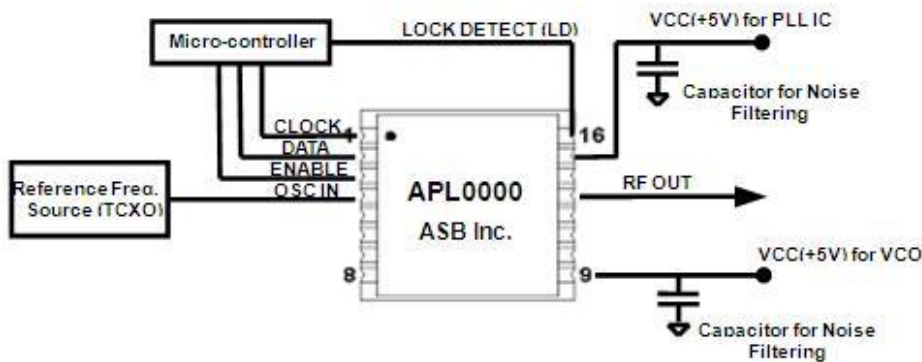 Micro-controller
LOCK DETECT (LD)
VCC(+5V) for PLL IC
Capacitor for Noise
Filtering
CLOCK
DATA
ENABLE
OSC IN
1
16
Reference Freq.
Source (TCXO)
APL0000
ASB Inc.
RF OUT
8
9
VCC(+5V) for VCO
Capacitor for Noise
Filtering